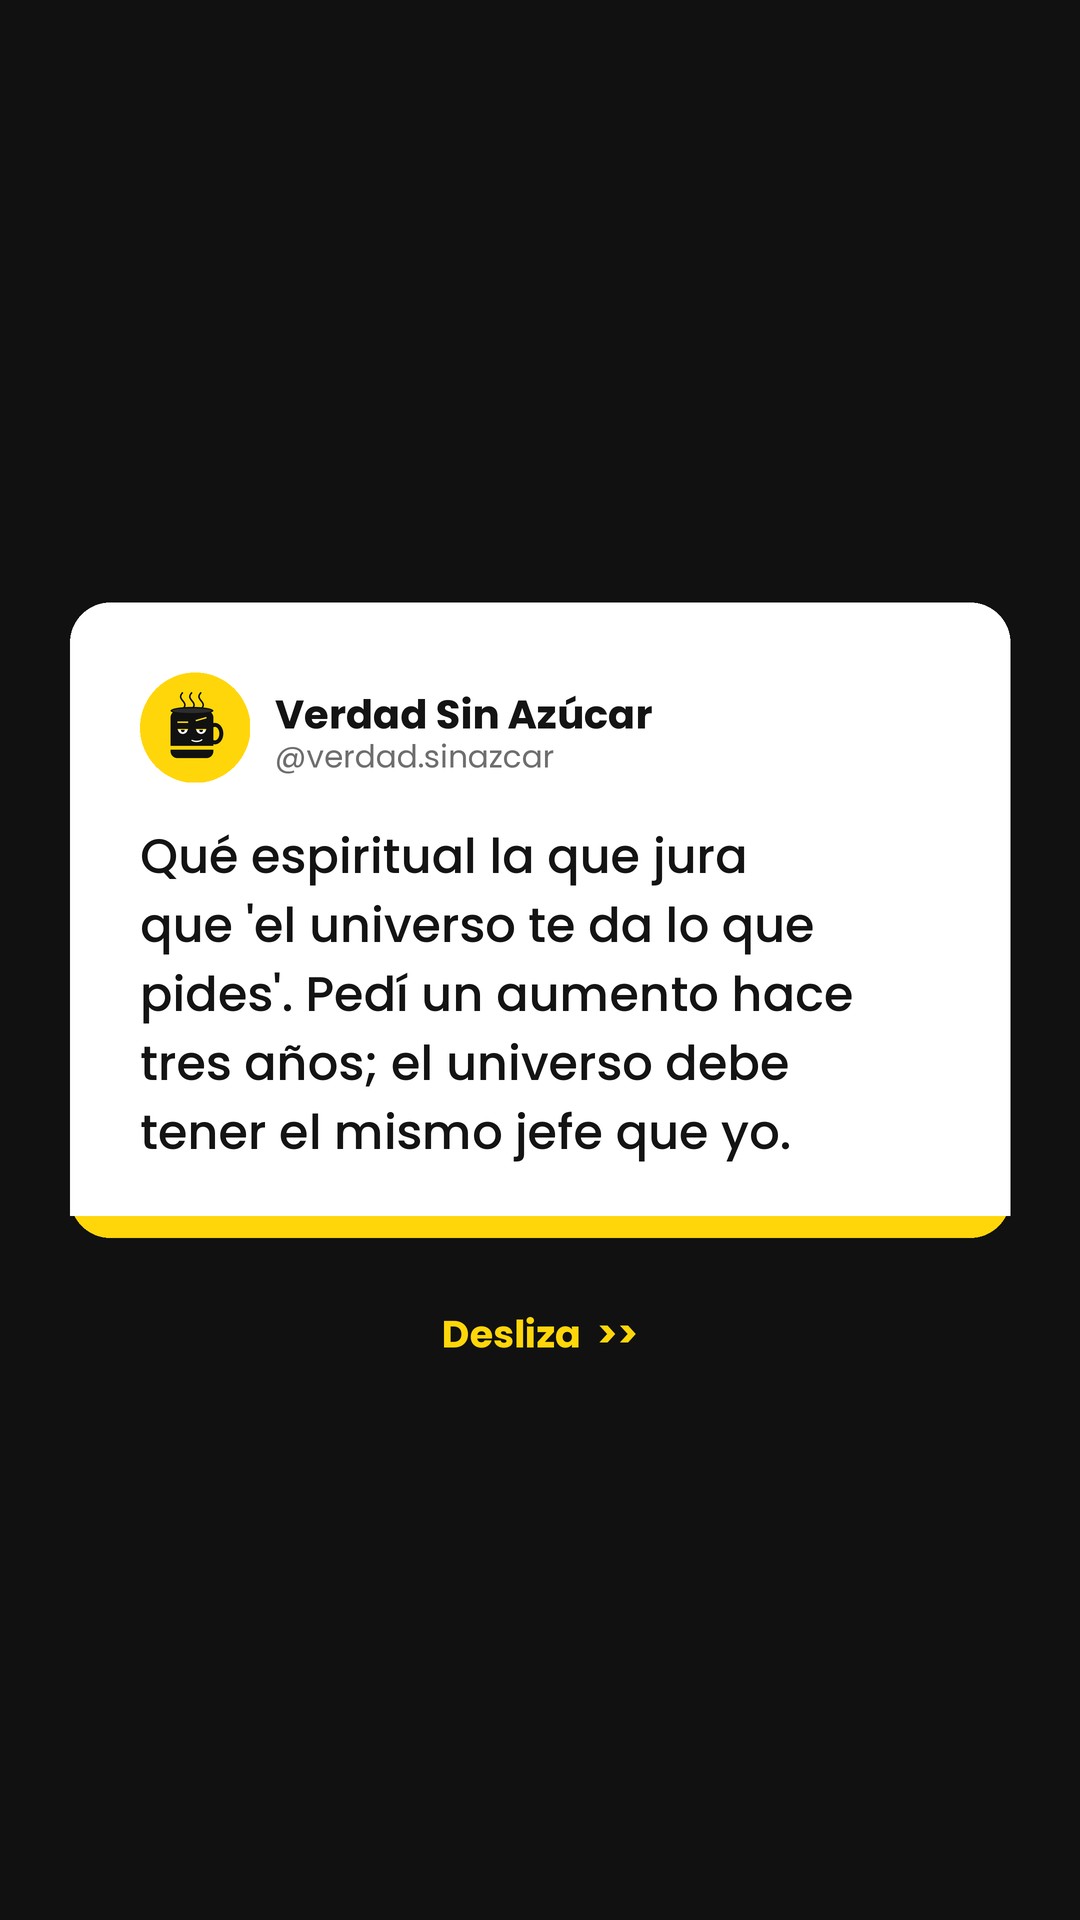 Verdad Sin Azúcar
@verdad.sinazcar
Qué espiritual la que jura
que 'el universo te da lo que
pides'. Pedí un aumento hace
tres años; el universo debe
tener el mismo jefe que yo.
Desliza >>